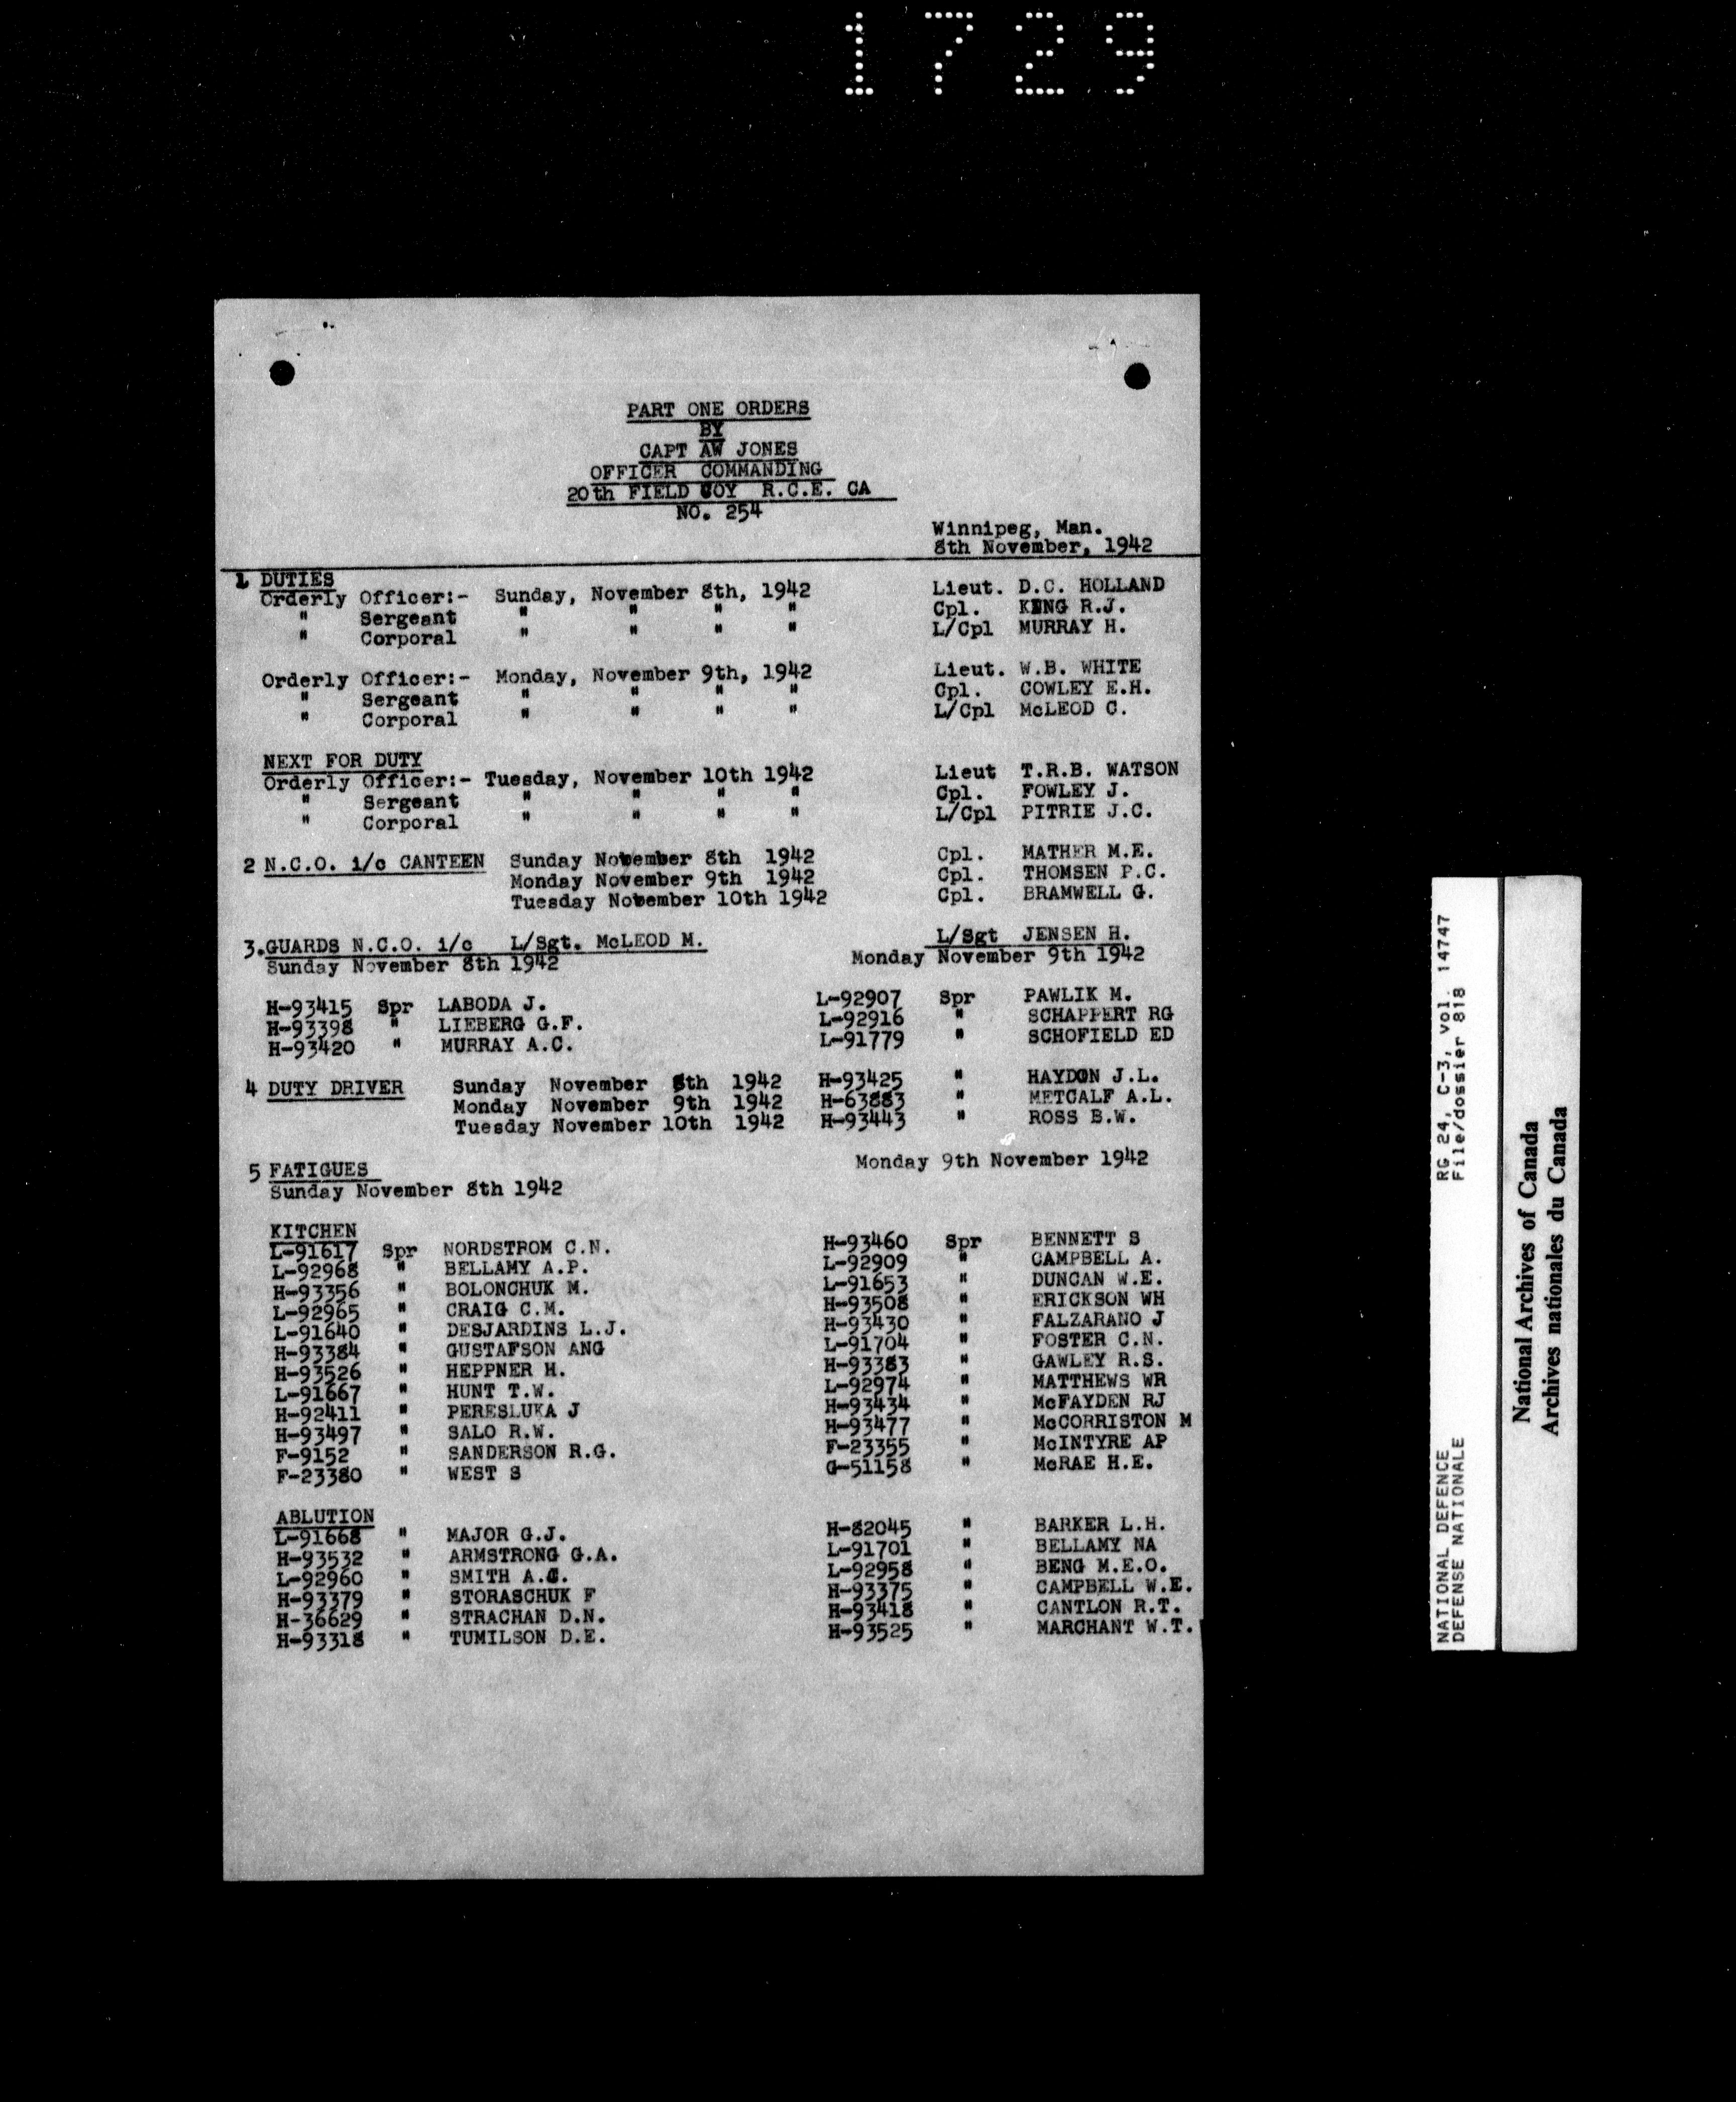 1729
PART ONE ORDERS
BY
CAPT AW JONES
OFFICER COMMANDING
20th FIELD COY R.C.E. CA
NO. 254
Winnipeg, Man.
8th November, 1942
1 DUTIES
Orderly Officer:- Sunday, November 8th, 1942 Lieut. D.C. HOLLAND
" Sergeant " " " " Cpl. KING R.J.
" Corporal " " " " L/Cpl MURRAY H.
Orderly Officer:- Monday, November 9th, 1942 Lieut. W.B. WHITE
" Sergeant " " " " Cpl. COWLEY E.H.
" Corporal " " " " L/Cpl McLEOD C.
NEXT FOR DUTY
Orderly Officer:- Tuesday, November 10th 1942 Lieut T.R.B. WATSON
" Sergeant " " " " Cpl. FOWLEY J.
" Corporal " " " " L/Cpl PITRIE J.C.
2 N.C.O. i/c CANTEEN Sunday November 8th 1942 Cpl. MATHER M.E.
Monday November 9th 1942 Cpl. THOMSEN P.C.
Tuesday November 10th 1942 Cpl. BRAMWELL G.
3.GUARDS N.C.O. i/c L/Sgt. McLEOD M. L/Sgt JENSEN H.
Sunday November 8th 1942 Monday November 9th 1942
H-93415 Spr LABODA J. L-92907 Spr PAWLIK M.
H-93398 " LIEBERG G.F. L-92916 " SCHAPPERT RG
H-93420 " MURRAY A.C. L-91779 " SCHOFIELD ED
4 DUTY DRIVER Sunday November 8th 1942 H-93425 " HAYDON J.L.
Monday November 9th 1942 H-63883 " METCALF A.L.
Tuesday November 10th 1942 H-93443 " ROSS B.W.
5 FATIGUES Monday 9th November 1942
Sunday November 8th 1942
KITCHEN
L-91617 Spr NORDSTROM C.N. H-93460 Spr BENNETT S
L-92968 " BELLAMY A.P. L-92909 " CAMPBELL A.
H-93356 " BOLONCHUK M. L-91653 " DUNCAN W.E.
L-92965 " CRAIG C.M. H-93508 " ERICKSON WH
L-91640 " DESJARDINS L.J. H-93430 " FALZARANO J
H-93384 " GUSTAFSON ANG L-91704 " FOSTER C.N.
H-93526 " HEPPNER H. H-93383 " GAWLEY R.S.
L-91667 " HUNT T.W. L-92974 " MATTHEWS WR
H-92411 " PERESLUKA J H-93434 " McFAYDEN RJ
H-93497 " SALO R.W. H-93477 " McCORRISTON M
F-9152 " SANDERSON R.G. F-23355 " McINTYRE AP
F-23380 " WEST S G-51158 " McRAE H.E.
ABLUTION
L-91668 " MAJOR G.J. H-82045 " BARKER L.H.
H-93532 " ARMSTRONG G.A. L-91701 " BELLAMY NA
L-92960 " SMITH A.C. L-92958 " BENG M.E.O.
H-93379 " STORASCHUK F H-93375 " CAMPBELL W.E.
H-36629 " STRACHAN D.N. H-93418 " CANTLON R.T.
H-93318 " TUMILSON D.E. H-93525 " MARCHANT W.T.
NATIONAL DEFENCE RG 24, C-3, vol. 14747
DEFENSE NATIONALE File/dossier 818
National Archives of Canada
Archives nationales du Canada